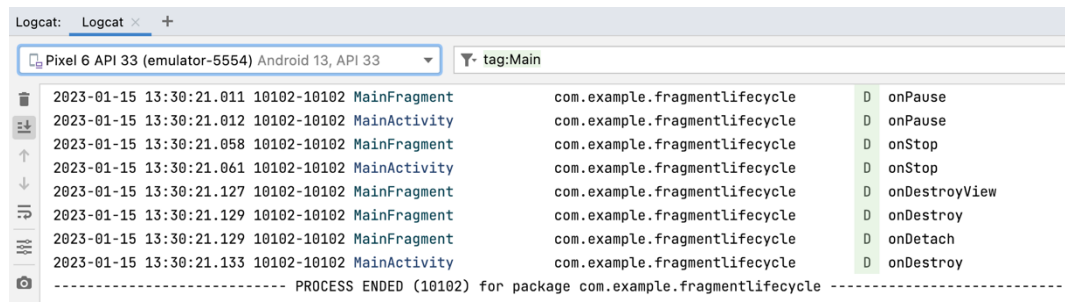 Logcat: Logcat × +
Pixel 6 API 33 (emulator-5554) Android 13, API 33 tag:Main
2023-01-15 13:30:21.011 10102-10102 MainFragment com.example.fragmentlifecycle D onPause
2023-01-15 13:30:21.012 10102-10102 MainActivity com.example.fragmentlifecycle D onPause
2023-01-15 13:30:21.058 10102-10102 MainFragment com.example.fragmentlifecycle D onStop
2023-01-15 13:30:21.061 10102-10102 MainActivity com.example.fragmentlifecycle D onStop
2023-01-15 13:30:21.127 10102-10102 MainFragment com.example.fragmentlifecycle D onDestroyView
2023-01-15 13:30:21.129 10102-10102 MainFragment com.example.fragmentlifecycle D onDestroy
2023-01-15 13:30:21.129 10102-10102 MainFragment com.example.fragmentlifecycle D onDetach
2023-01-15 13:30:21.133 10102-10102 MainActivity com.example.fragmentlifecycle D onDestroy
---------------------------- PROCESS ENDED (10102) for package com.example.fragmentlifecycle ----------------------------